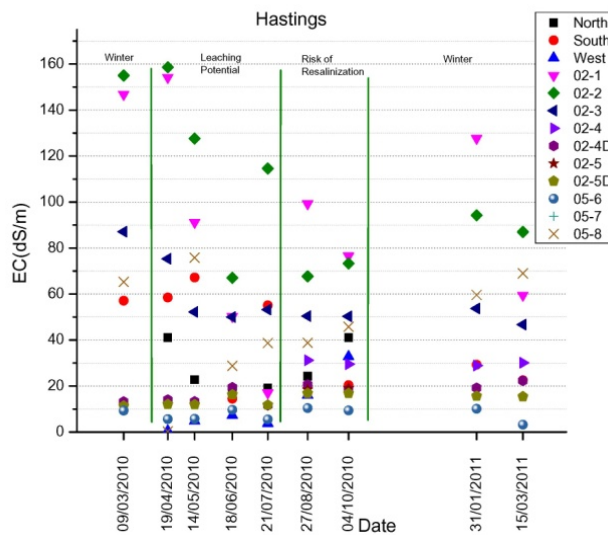 Hastings
Winter
Leaching
Potential
Risk of
Resalinization
Winter
EC(dS/m)
160
140
120
100
80
60
40
20
0
09/03/2010
19/04/2010
14/05/2010
18/06/2010
21/07/2010
27/08/2010
04/10/2010
31/01/2011
15/03/2011
Date
North
South
West
02-1
02-2
02-3
02-4
02-4D
02-5
02-5D
05-6
05-7
05-8